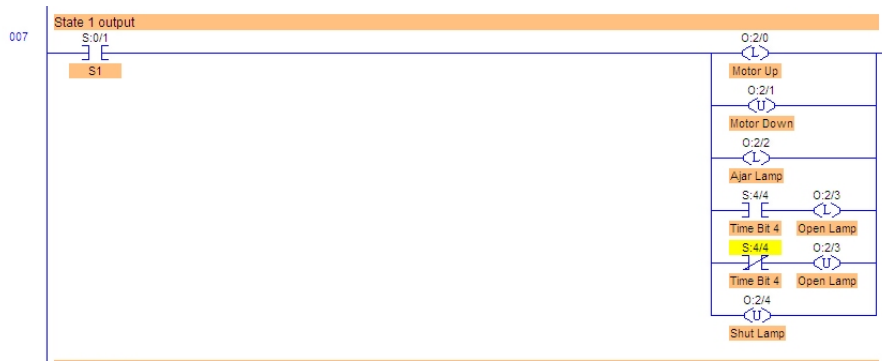 State 1 output
007
S:0/1
S1
O:2/0
(L)
Motor Up
O:2/1
(U)
Motor Down
O:2/2
(L)
Ajar Lamp
S:4/4 O:2/3
(L)
Time Bit 4 Open Lamp
S:4/4 O:2/3
(U)
Time Bit 4 Open Lamp
O:2/4
(U)
Shut Lamp